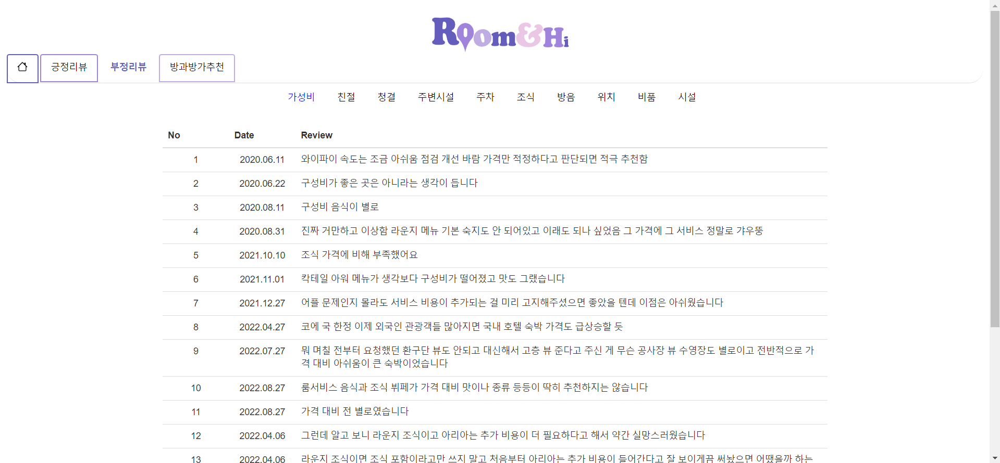 Room&Hi
긍정리뷰 부정리뷰 방과방가추천
가성비 친절 청결 주변시설 주차 조식 방음 위치 비품 시설
No Date Review
1 2020.06.11 와이파이 속도는 조금 아쉬움 점검 개선 바람 가격만 적정하다고 판단되면 적극 추천함
2 2020.06.22 구성비가 좋은 곳은 아니라는 생각이 듭니다
3 2020.08.11 구성비 음식이 별로
4 2020.08.31 진짜 거만하고 이상함 라운지 메뉴 기본 숙지도 안 되어있고 이래도 되나 싶었음 그 가격에 그 서비스 정말로 갸우뚱
5 2021.10.10 조식 가격에 비해 부족했어요
6 2021.11.01 칵테일 아워 메뉴가 생각보다 구성비가 떨어졌고 맛도 그랬습니다
7 2021.12.27 어플 문제인지 몰라도 서비스 비용이 추가되는 걸 미리 고지해주셨으면 좋았을 텐데 이점은 아쉬웠습니다
8 2022.04.27 코에 국 한정 이제 외국인 관광객들 많아지면 국내 호텔 숙박 가격도 급상승할 듯
9 2022.07.27 뭐 며칠 전부터 요청했던 환구단 뷰도 안되고 대신해서 고층 뷰 준다고 주신 게 무슨 공사장 뷰 수영장도 별로이고 전반적으로 가
격 대비 아쉬움이 큰 숙박이었습니다
10 2022.08.27 룸서비스 음식과 조식 뷔페가 가격 대비 맛이나 종류 등등이 딱히 추천하지는 않습니다
11 2022.08.27 가격 대비 전 별로였습니다
12 2022.04.06 그런데 알고 보니 라운지 조식이고 아리아는 추가 비용이 더 필요하다고 해서 약간 실망스러웠습니다
13 2022.04.06 라운지 조식이면 조식 포함이라고만 쓰지 말고 처음부터 아리아는 추가 비용이 들어간다고 잘 보이게끔 써놨으면 어땠을까 하는